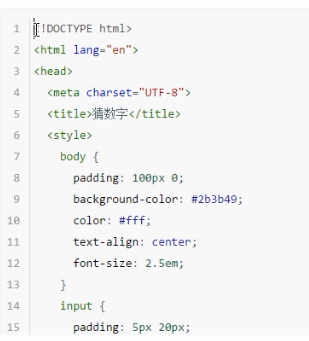 1 <!DOCTYPE html>
2 <html lang="en">
3 <head>
4 <meta charset="UTF-8">
5 <title>猜数字</title>
6 <style>
7 body {
8 padding: 100px 0;
9 background-color: #2b3b49;
10 color: #fff;
11 text-align: center;
12 font-size: 2.5em;
13 }
14 input {
15 padding: 5px 20px;